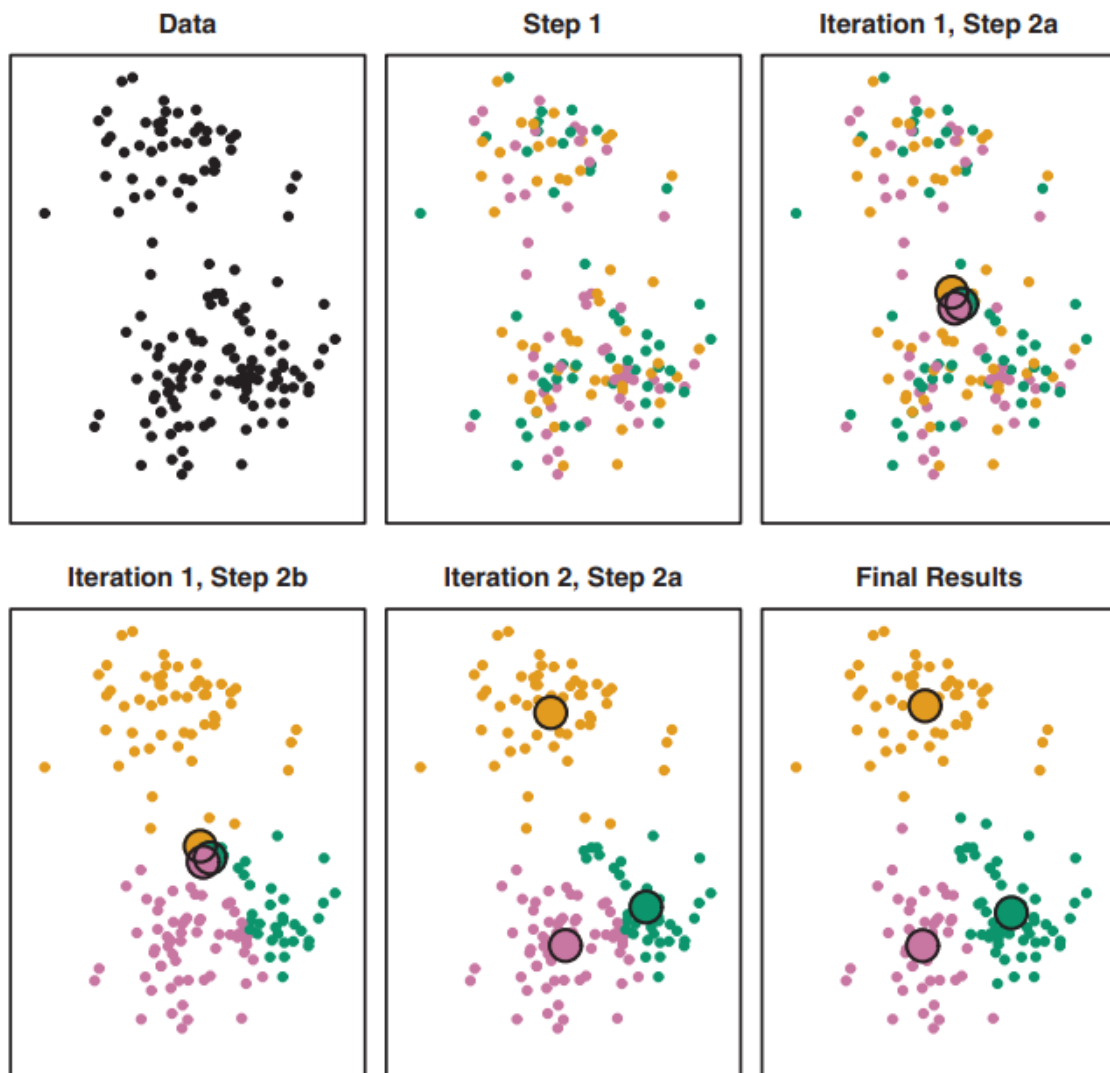 Data
Step 1
Iteration 1, Step 2a
Iteration 1, Step 2b
Iteration 2, Step 2a
Final Results